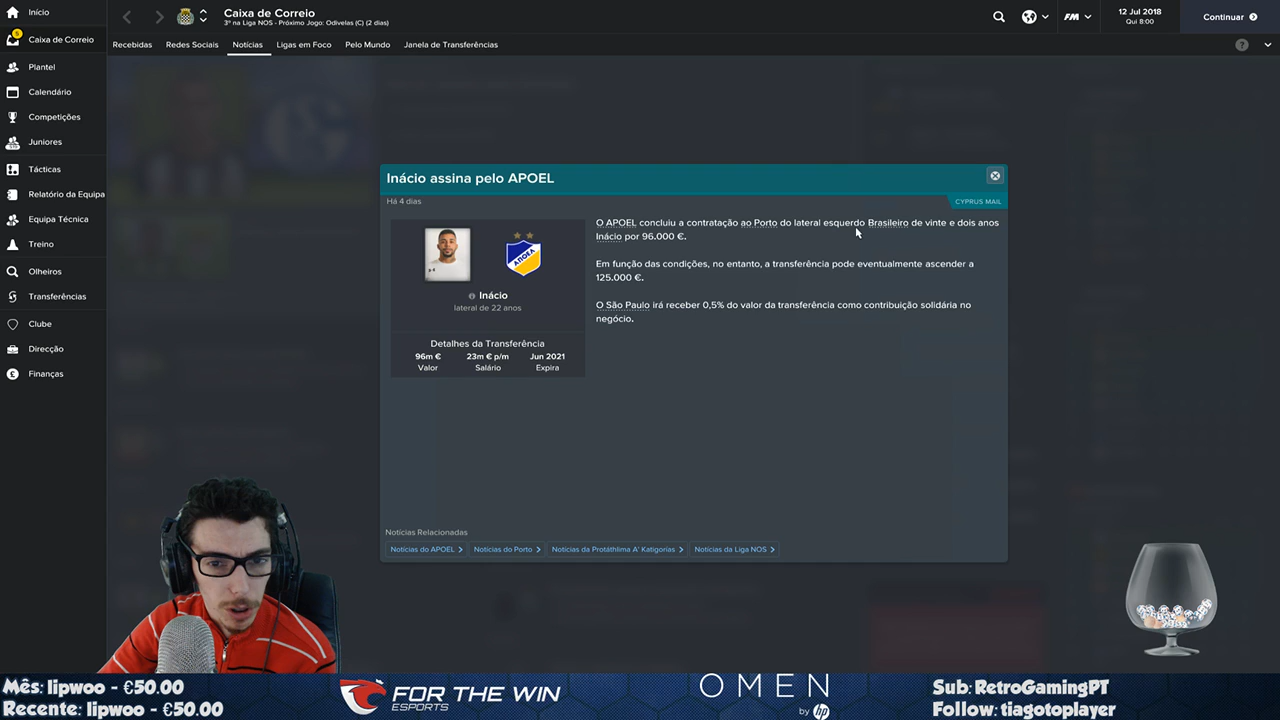 Início
Caixa de Correio
5
Plantel
Calendário
Competições
Juniores
Tácticas
Relatório da Equipa
Equipa Técnica
Treino
Olheiros
Transferências
Clube
Direcção
Finanças
Caixa de Correio
3º na Liga NOS - Próximo Jogo: Odivelas (C) (2 dias)
FM
12 Jul 2018
Qui 8:00
Continuar
Recebidas
Redes Sociais
Notícias
Ligas em Foco
Pelo Mundo
Janela de Transferências
Inácio assina pelo APOEL
Há 4 dias
CYPRUS MAIL
APOEL
Inácio
lateral de 22 anos
Detalhes da Transferência
96m € 23m € p/m Jun 2021
Valor Salário Expira
O APOEL concluiu a contratação ao Porto do lateral esquerdo Brasileiro de vinte e dois anos
Inácio por 96.000 €.
Em função das condições, no entanto, a transferência pode eventualmente ascender a
125.000 €.
O São Paulo irá receber 0,5% do valor da transferência como contribuição solidária no
negócio.
Notícias Relacionadas
Notícias do APOEL
Notícias do Porto
Notícias da Protáthlima A' Katigorías
Notícias da Liga NOS
Mês: lipwoo - €50.00
Recente: lipwoo - €50.00
FOR THE WIN
ESPORTS
OMEN
by hp
Sub: RetroGamingPT
Follow: tiagotoplayer